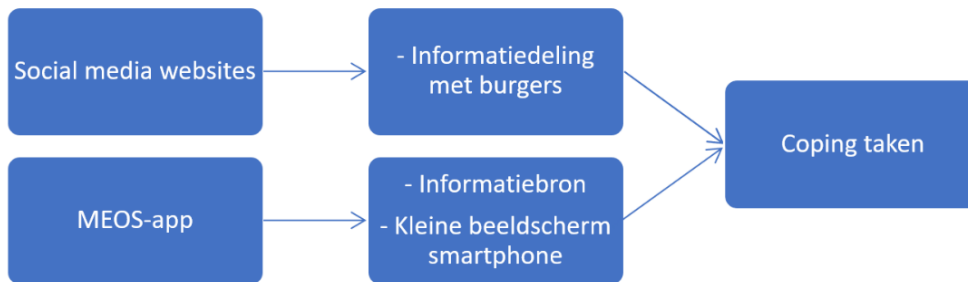 Social media websites
- Informatiedeling
met burgers
Coping taken
MEOS-app
- Informatiebron
- Kleine beeldscherm
smartphone